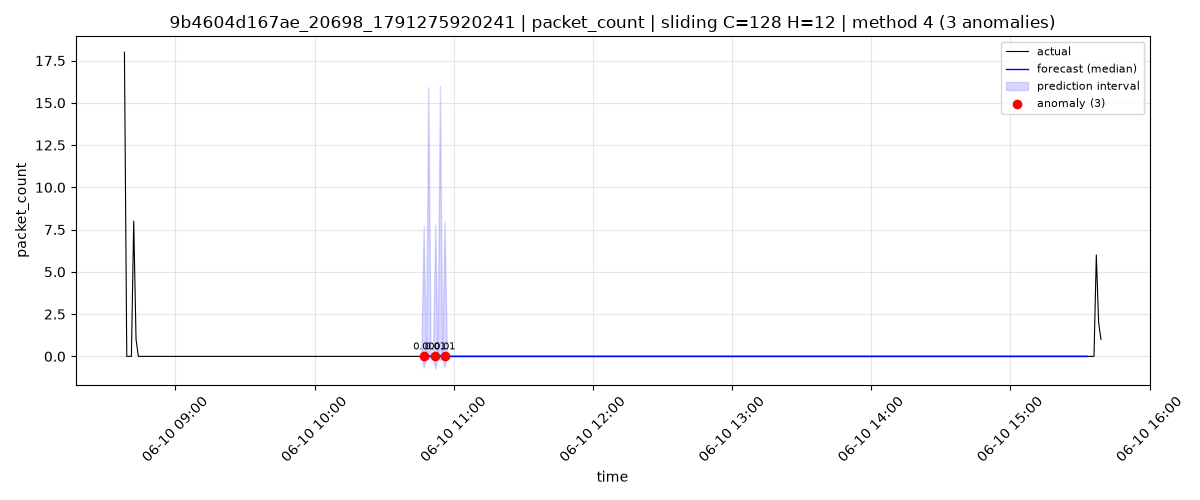 9b4604d167ae_20698_1791275920241 | packet_count | sliding C=128 H=12 | method 4 (3 anomalies)
actual
forecast (median)
prediction interval
anomaly (3)
packet_count
17.5
15.0
12.5
10.0
7.5
5.0
2.5
0.0
06-10 09:00
06-10 10:00
06-10 11:00
06-10 12:00
06-10 13:00
06-10 14:00
06-10 15:00
06-10 16:00
time